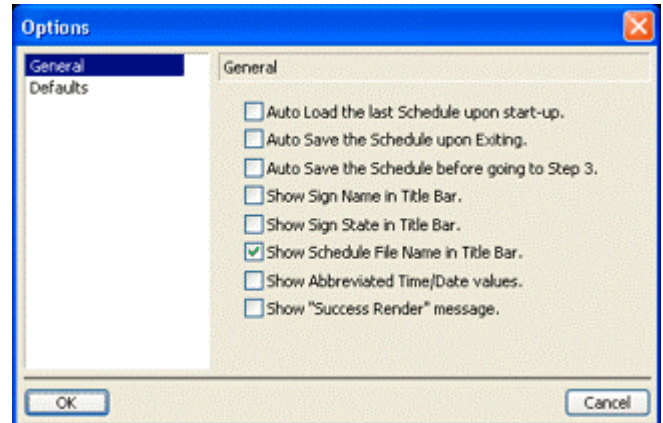 Options
General
Defaults
General
Auto Load the last Schedule upon start-up.
Auto Save the Schedule upon Exiting.
Auto Save the Schedule before going to Step 3.
Show Sign Name in Title Bar.
Show Sign State in Title Bar.
Show Schedule File Name in Title Bar.
Show Abbreviated Time/Date values.
Show "Success Render" message.
OK
Cancel